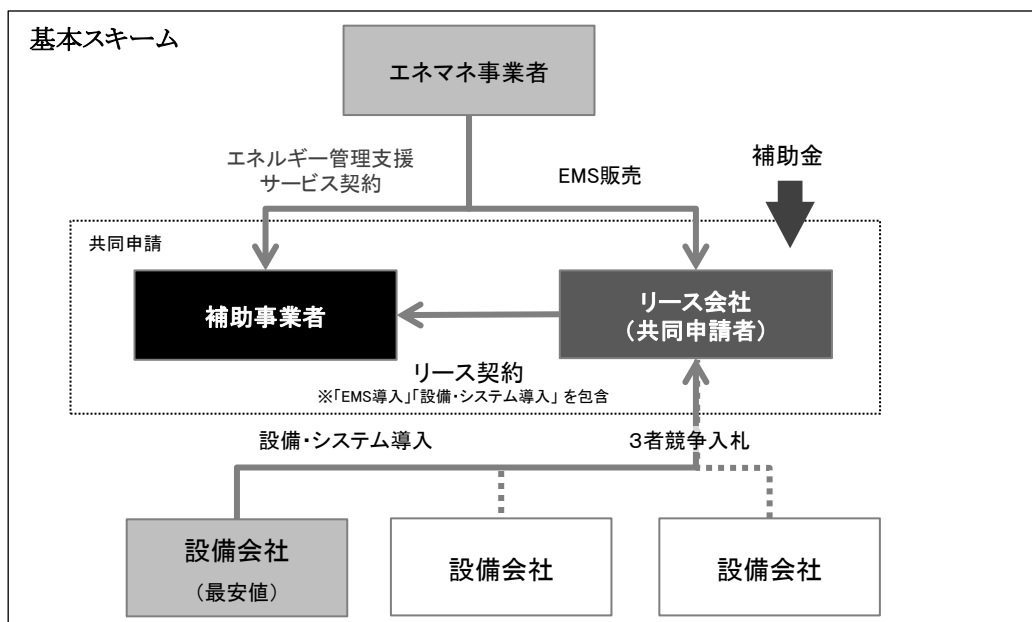 基本スキーム
エネマネ事業者
エネルギー管理支援
サービス契約
EMS販売
補助金
共同申請
補助事業者
リース会社
（共同申請者）
リース契約
※「EMS導入」「設備・システム導入」を包含
設備・システム導入
３者競争入札
設備会社
（最安値）
設備会社
設備会社